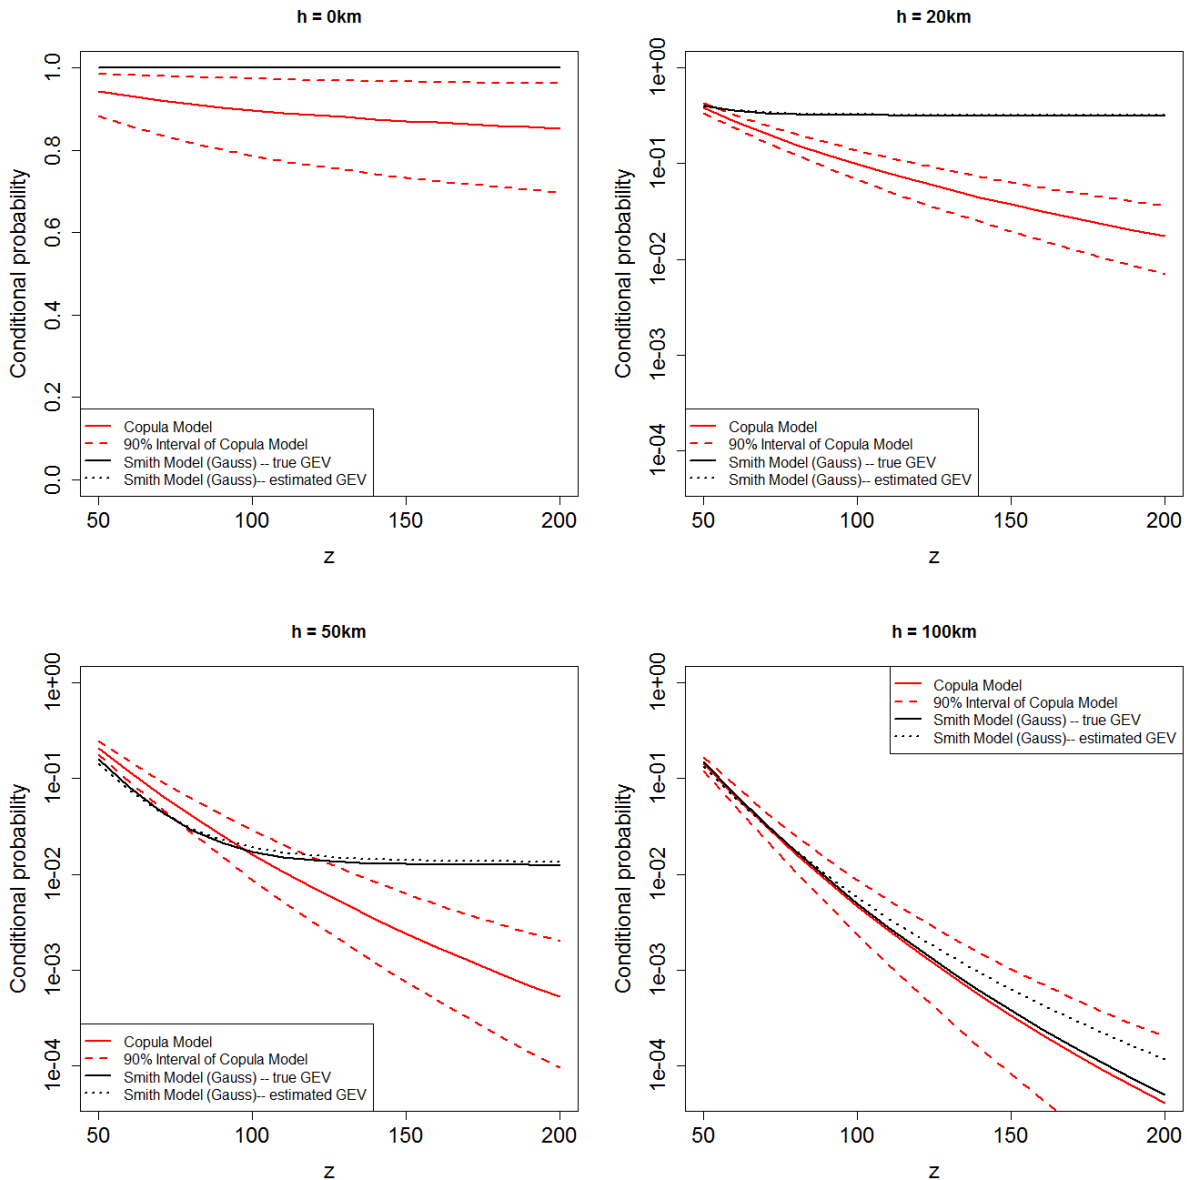 h = 0km
Conditional probability
1.0
0.8
0.6
0.4
0.2
0.0
Copula Model
90% Interval of Copula Model
Smith Model (Gauss) -- true GEV
Smith Model (Gauss)-- estimated GEV
50
100
150
200
z
h = 20km
Conditional probability
1e+00
1e-01
1e-02
1e-03
1e-04
Copula Model
90% Interval of Copula Model
Smith Model (Gauss) -- true GEV
Smith Model (Gauss)-- estimated GEV
50
100
150
200
z
h = 50km
Conditional probability
1e+00
1e-01
1e-02
1e-03
1e-04
Copula Model
90% Interval of Copula Model
Smith Model (Gauss) -- true GEV
Smith Model (Gauss)-- estimated GEV
50
100
150
200
z
h = 100km
Conditional probability
1e+00
1e-01
1e-02
1e-03
1e-04
Copula Model
90% Interval of Copula Model
Smith Model (Gauss) -- true GEV
Smith Model (Gauss)-- estimated GEV
50
100
150
200
z